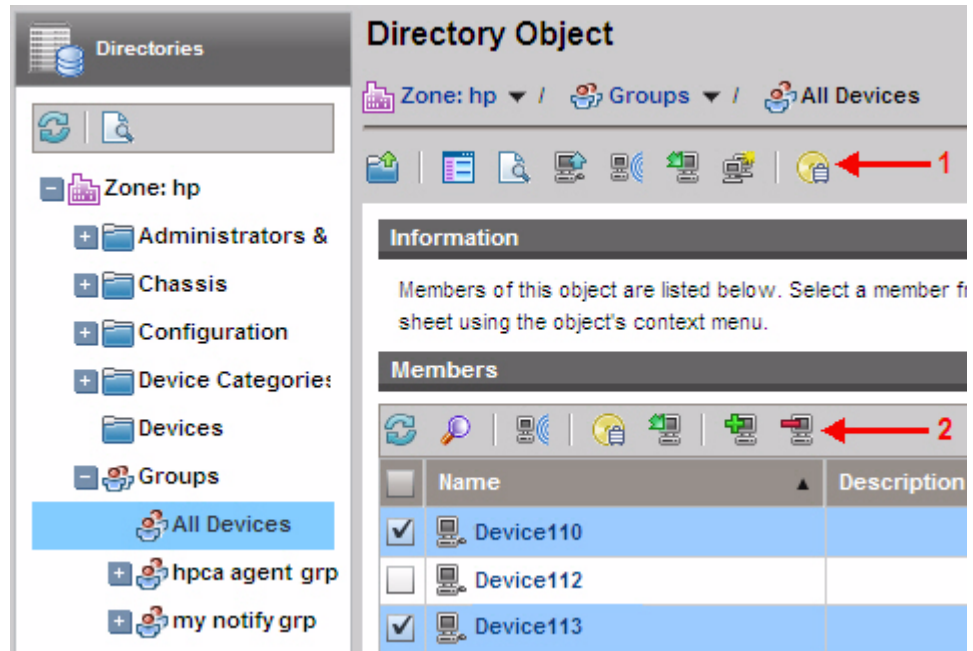 Directories
Zone: hp
Administrators &
Chassis
Configuration
Device Categories
Devices
Groups
All Devices
hpca agent grp
my notify grp
Directory Object
Zone: hp / Groups / All Devices
1
Information
Members of this object are listed below. Select a member fr
sheet using the object's context menu.
Members
2
Name Description
Device110
Device112
Device113